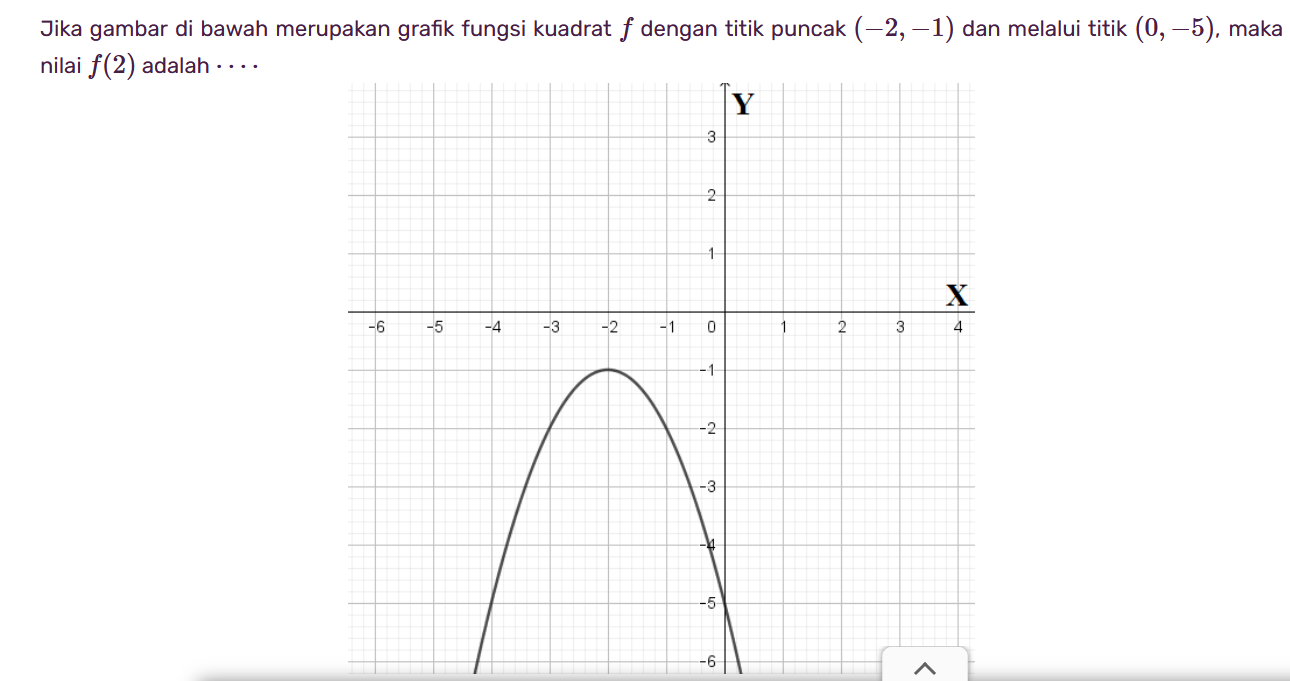 Jika gambar di bawah merupakan grafik fungsi kuadrat f dengan titik puncak (−2, −1) dan melalui titik (0, −5), maka
nilai f(2) adalah ····
Y
3
2
1
X
-6 -5 -4 -3 -2 -1 0 1 2 3 4
-1
-2
-3
-4
-5
-6